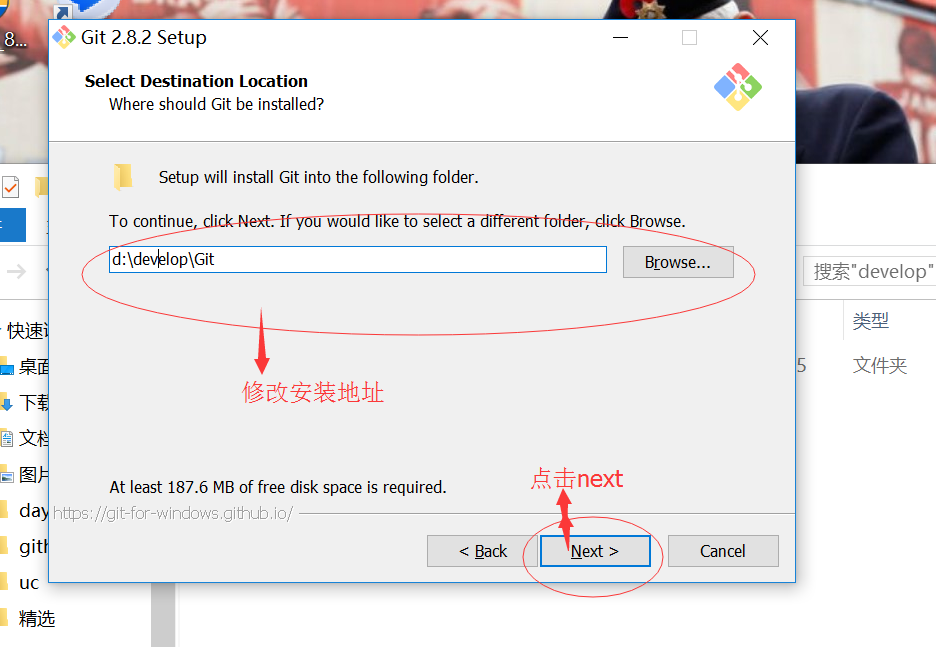 8...
Git 2.8.2 Setup
Select Destination Location
Where should Git be installed?
Setup will install Git into the following folder.
To continue, click Next. If you would like to select a different folder, click Browse.
d:\develop\Git
Browse...
搜索"develop"
类型
快速
5
文件夹
桌面
修改安装地址
下载
文档
图片
At least 187.6 MB of free disk space is required.
点击next
day
https://git-for-windows.github.io/
gith
< Back
Next >
Cancel
uc
精选